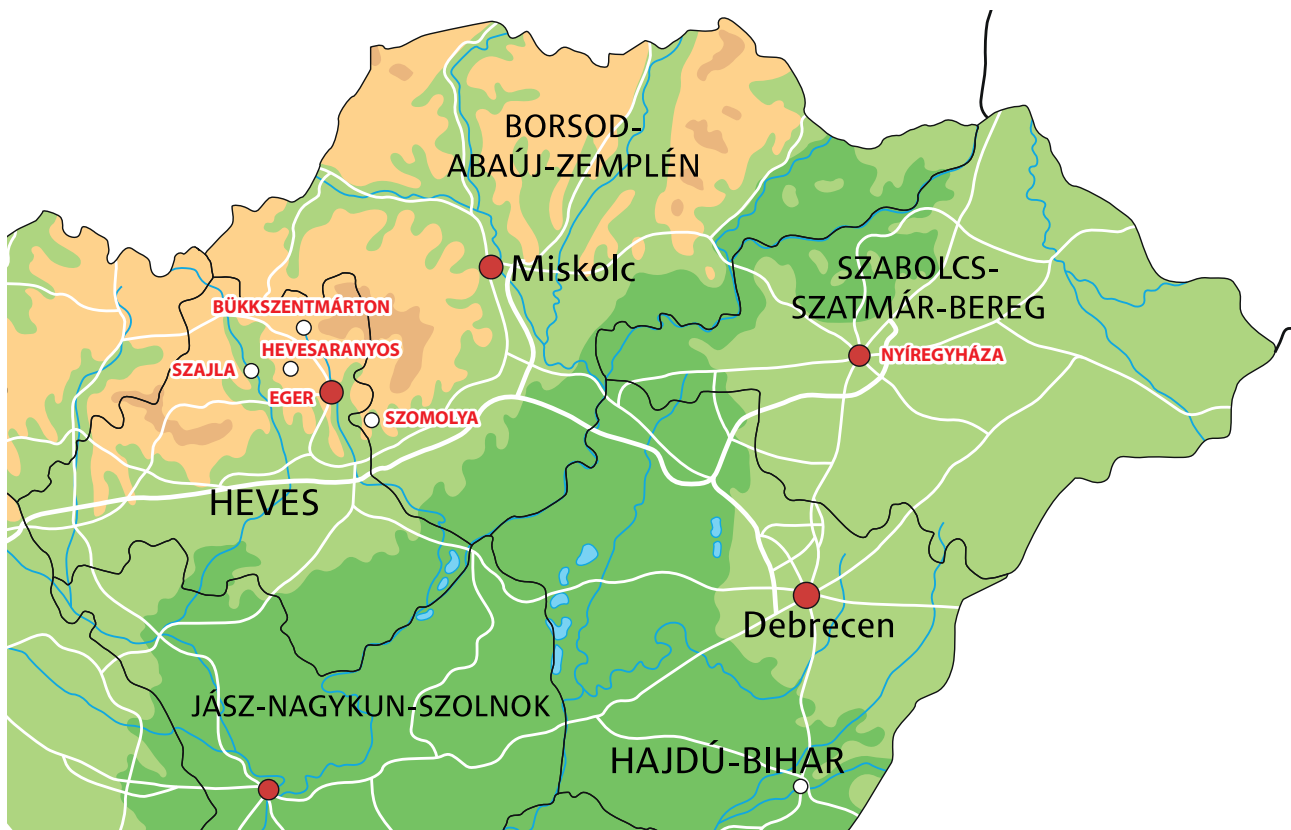 BORSOD-
ABAÚJ-ZEMPLÉN
Miskolc
SZABOLCS-
SZATMÁR-BEREG
BÜKKSZENTMÁRTON
HEVESARANYOS
SZAJLA
NYÍREGYHÁZA
EGER
SZOMOLYA
HEVES
Debrecen
JÁSZ-NAGYKUN-SZOLNOK
HAJDÚ-BIHAR